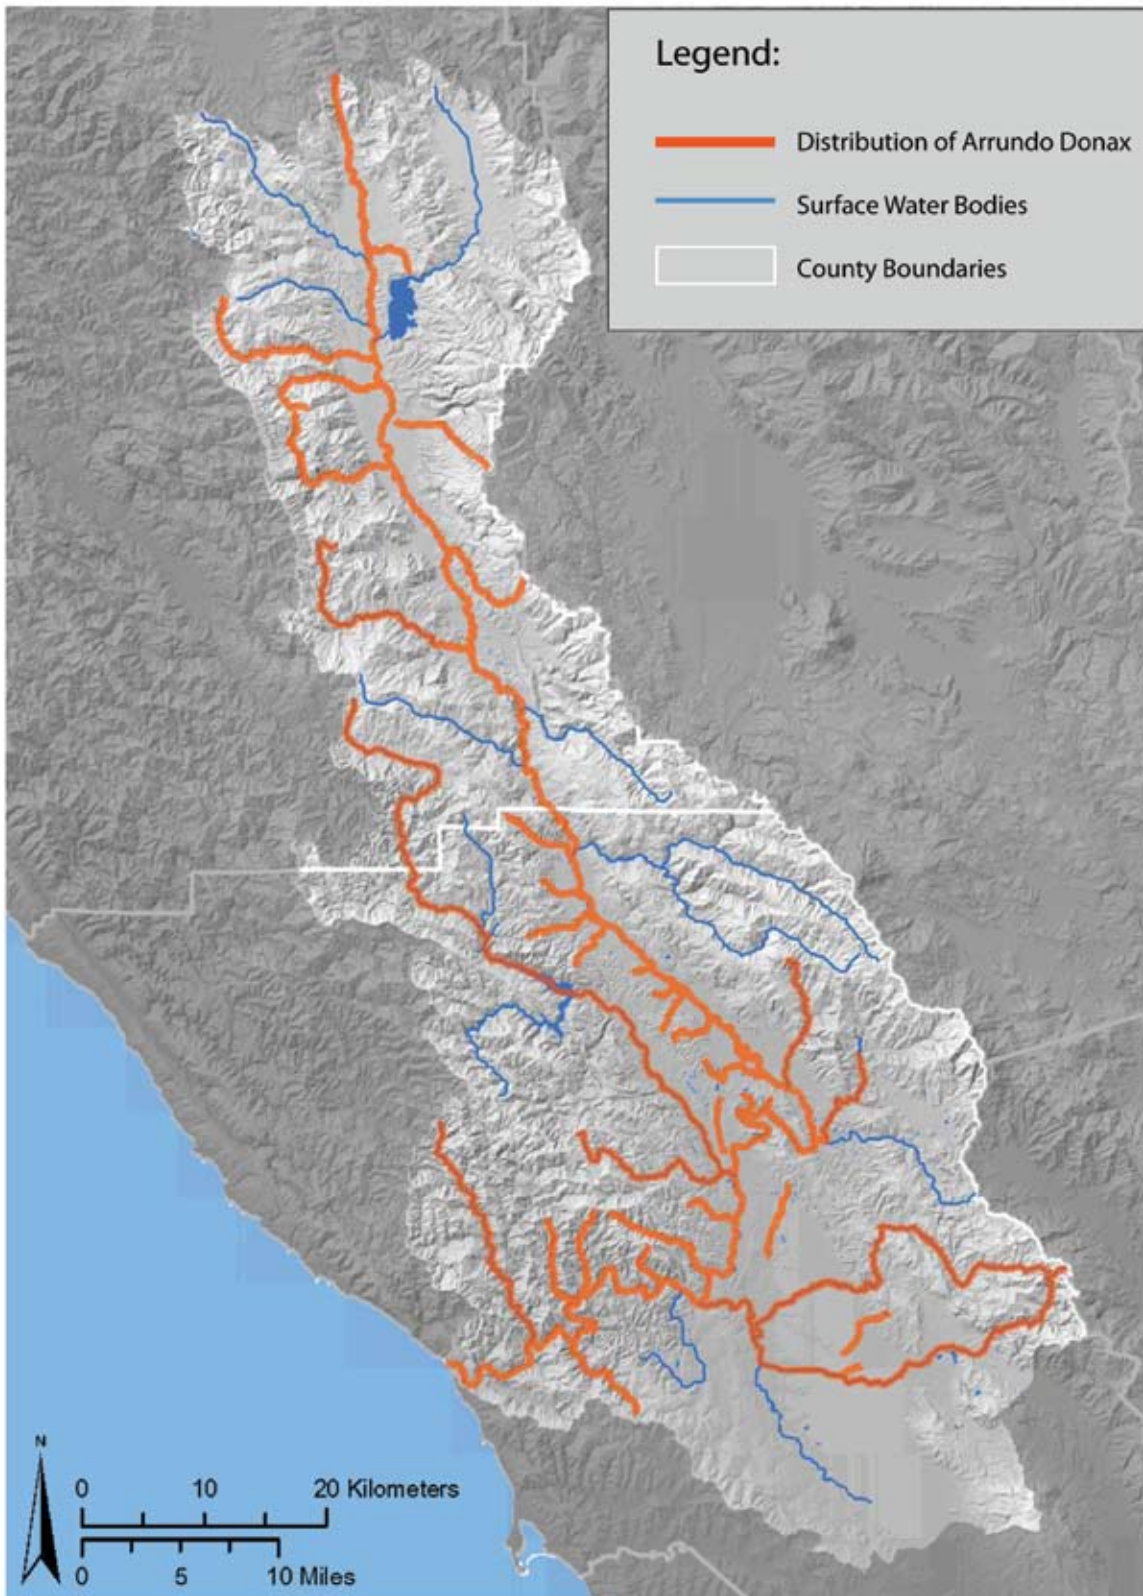 Legend:
Distribution of Arrundo Donax
Surface Water Bodies
County Boundaries
N
0 10 20 Kilometers
0 5 10 Miles